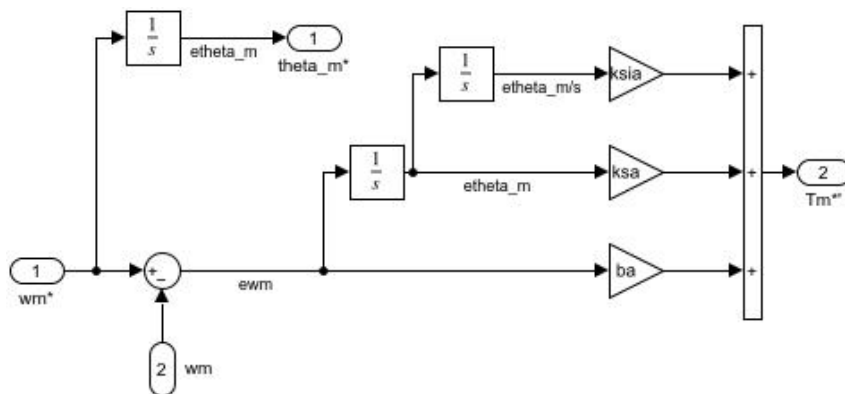 1
s
etheta_m
1
theta_m*
1
s
etheta_m/s
ksia
+
1
s
etheta_m
ksa
+
2
Tm*'
1
wm*
+
-
ewm
ba
+
2
wm